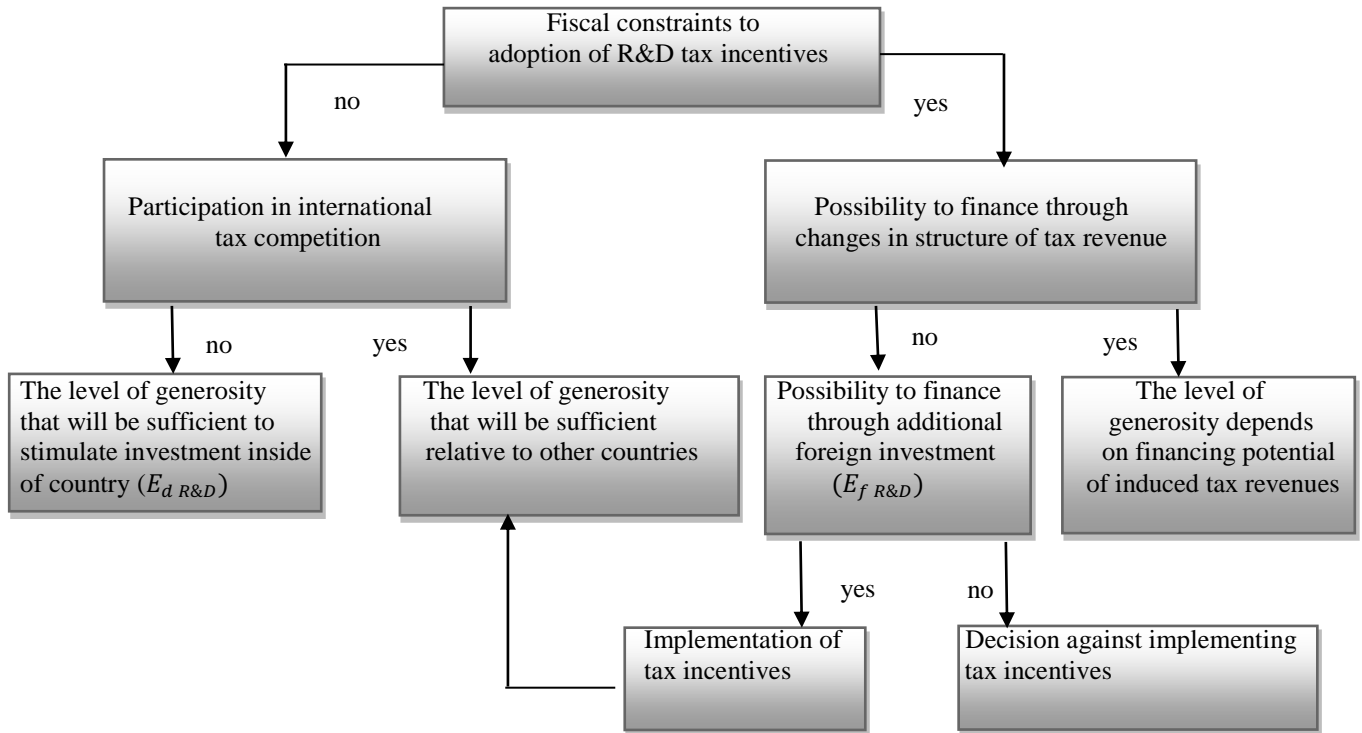 Fiscal constraints to
adoption of R&D tax incentives
no
yes
Participation in international
tax competition
Possibility to finance through
changes in structure of tax revenue
no
yes
no
yes
The level of generosity
that will be sufficient to
stimulate investment inside
of country (E_d R&D)
The level of generosity
that will be sufficient
relative to other countries
Possibility to finance
through additional
foreign investment
(E_f R&D)
The level of
generosity depends
on financing potential
of induced tax revenues
yes
no
Implementation of
tax incentives
Decision against implementing
tax incentives